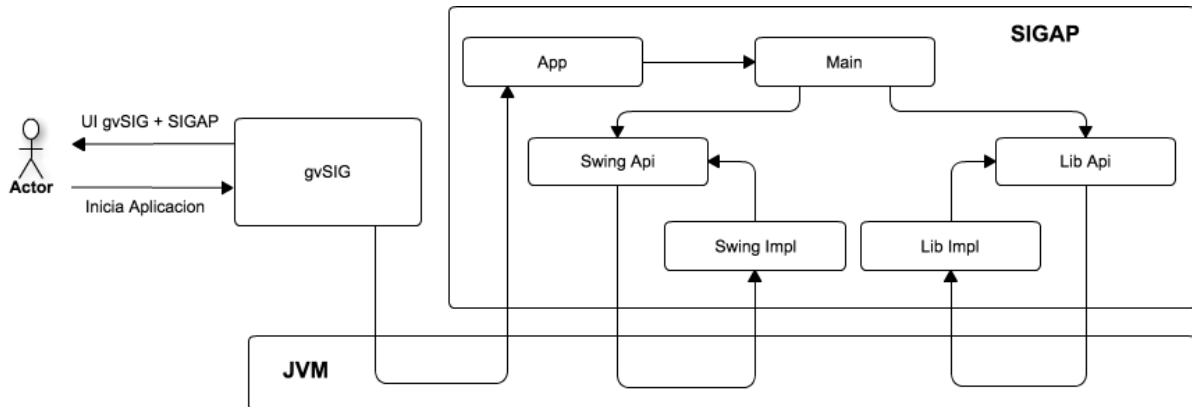 SIGAP
App
Main
UI gvSIG + SIGAP
gvSIG
Swing Api
Lib Api
Actor
Inicia Aplicacion
Swing Impl
Lib Impl
JVM